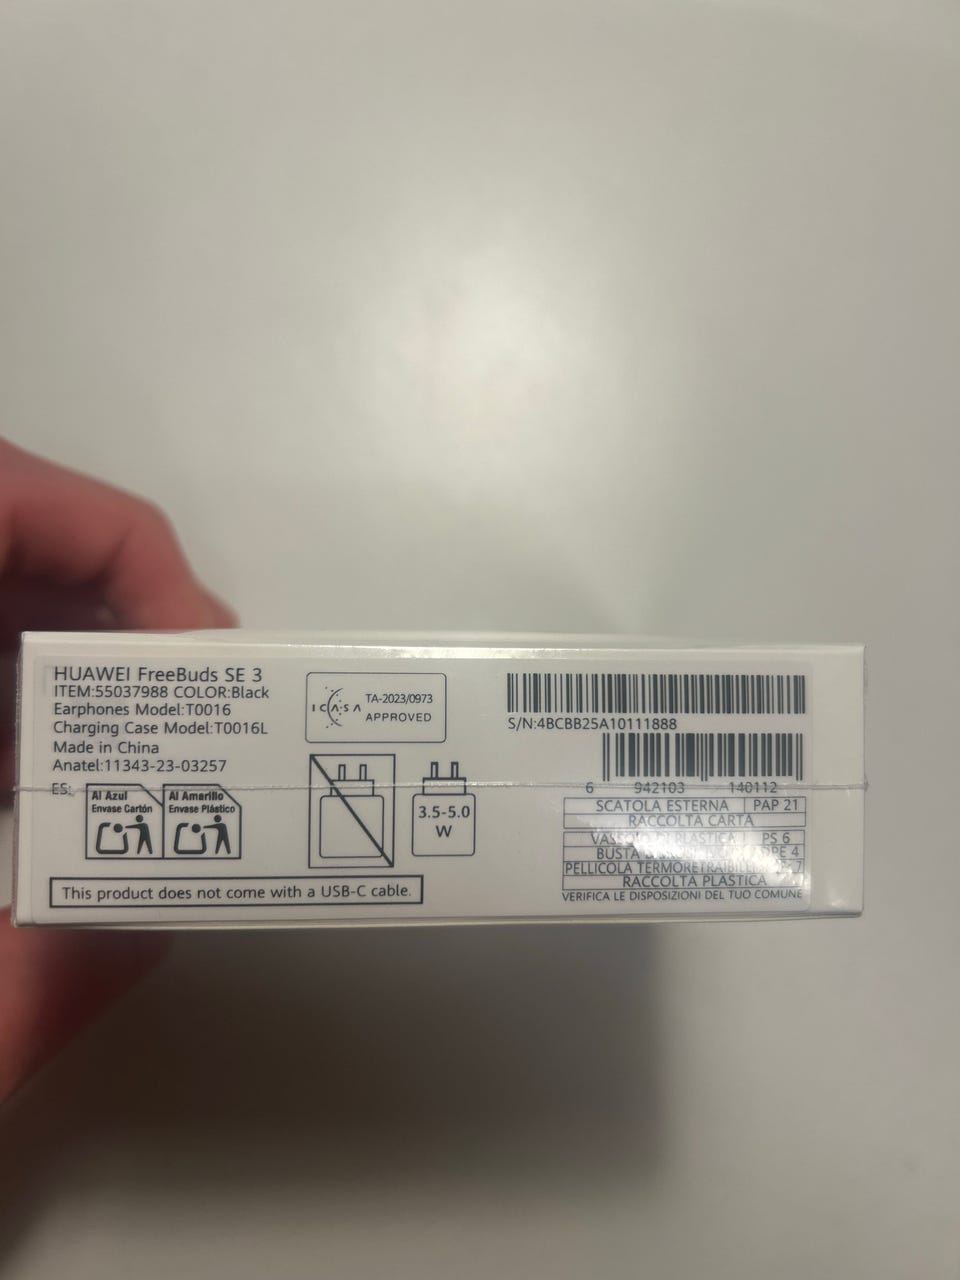 HUAWEI FreeBuds SE 3
ITEM:55037988 COLOR:Black
Earphones Model:T0016
Charging Case Model:T0016L
Made in China
Anatel:11343-23-03257
ES:
Al Azul
Envase Cartón
Al Amarillo
Envase Plástico
This product does not come with a USB-C cable.
ICASA
TA-2023/0973
APPROVED
3.5-5.0
W
S/N:4BCBB25A10111888
6 942103 140112
SCATOLA ESTERNA PAP 21
RACCOLTA CARTA
PS 6
BUSTA
PELLICOLA TERMORETRAIBILE
RACCOLTA PLASTICA
VERIFICA LE DISPOSIZIONI DEL TUO COMUNE